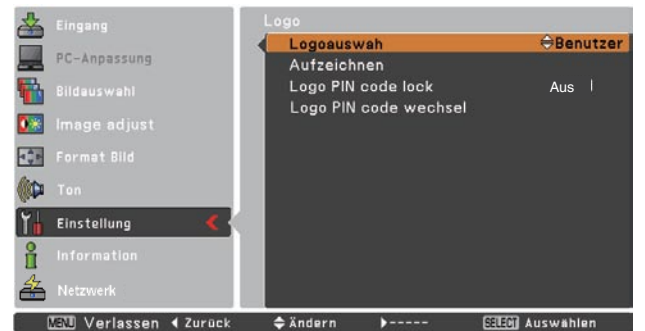 Eingang
PC-Anpassung
Bildauswahl
Image adjust
Format Bild
Ton
Einstellung
Information
Netzwerk
Logo
Logoauswah Benutzer
Aufzeichnen
Logo PIN code lock Aus
Logo PIN code wechsel
MENU Verlassen Zurück Ändern ----- SELECT Auswählen